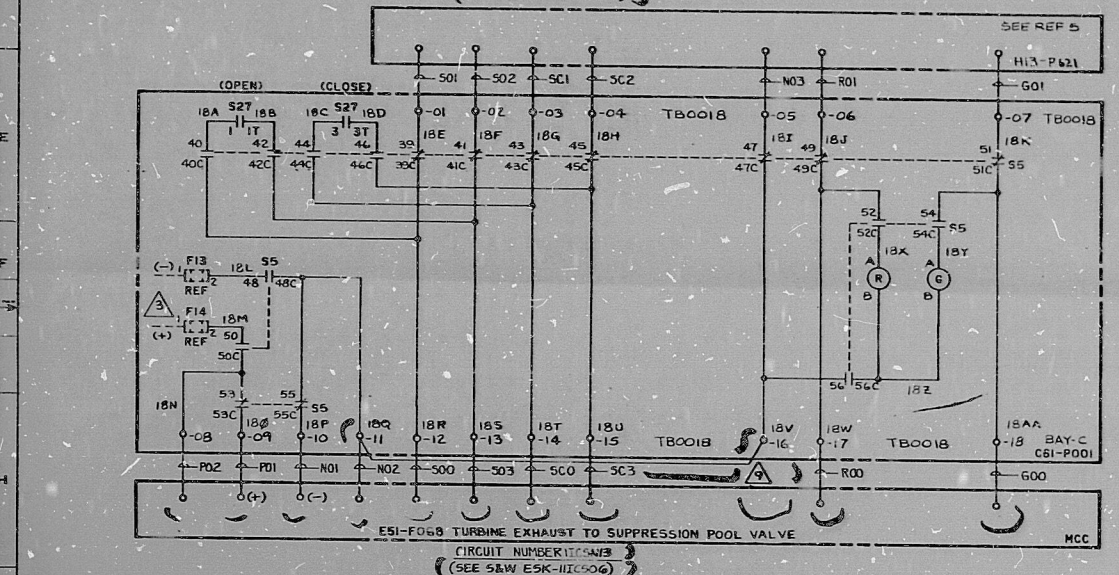 SEE REF 5
H13-P621
S01 S02 SC1 SC2 N03 R01 G01
(OPEN) (CLOSE)
18A S27 18B 18C S27 18D
1 1T 3 3T
-01 -02 -03 -04 TB0018 -05 -06 -07 TB0018
18E 18F 18G 18H 18I 18J 18K
40 42 44 46 39 41 43 45 47 49 51
40C 42C 44C 46C 39C 41C 43C 45C 47C 49C 51C S5
52 54
52C 54C S5
18X 18Y
A A
R G
B B
(-) 1 F13 2 18L S5
REF 48 48C
3
F14 18M
(+) 1 2 50
REF
50C
53 55
53C 55C S5
56 56C 18Z
18N 18Ø 18P 18Q 18R 18S 18T 18U 18V 18W 18AA
-08 -09 -10 -11 -12 -13 -14 -15 TB0018 -16 -17 TB0018 -18 BAY-C
C61-P001
P02 P01 N01 N02 S00 S03 SC0 SC3 9 R00 G00
(+) (-)
E51-F068 TURBINE EXHAUST TO SUPPRESSION POOL VALVE
MCC
CIRCUIT NUMBER
(SEE S&W E5K-11ICS06)